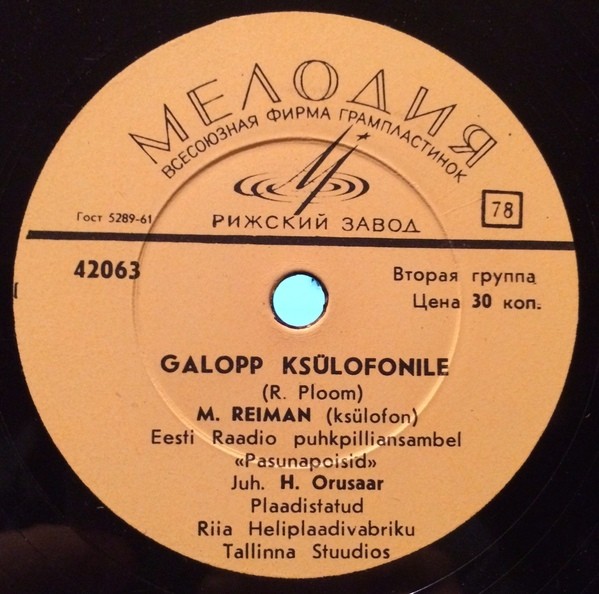 МЕЛОДИЯ
ВСЕСОЮЗНАЯ ФИРМА ГРАМПЛАСТИНОК
Гост 5289-61
РИЖСКИЙ ЗАВОД
78
42063
Вторая группа
Цена 30 коп.
GALOPP KSÜLOFONILE
(R. Ploom)
M. REIMAN (ksülofon)
Eesti Raadio puhkpilliansambel
«Pasunapoisid»
Juh. H. Orusaar
Plaadistatud
Riia Heliplaadivabriku
Tallinna Stuudios